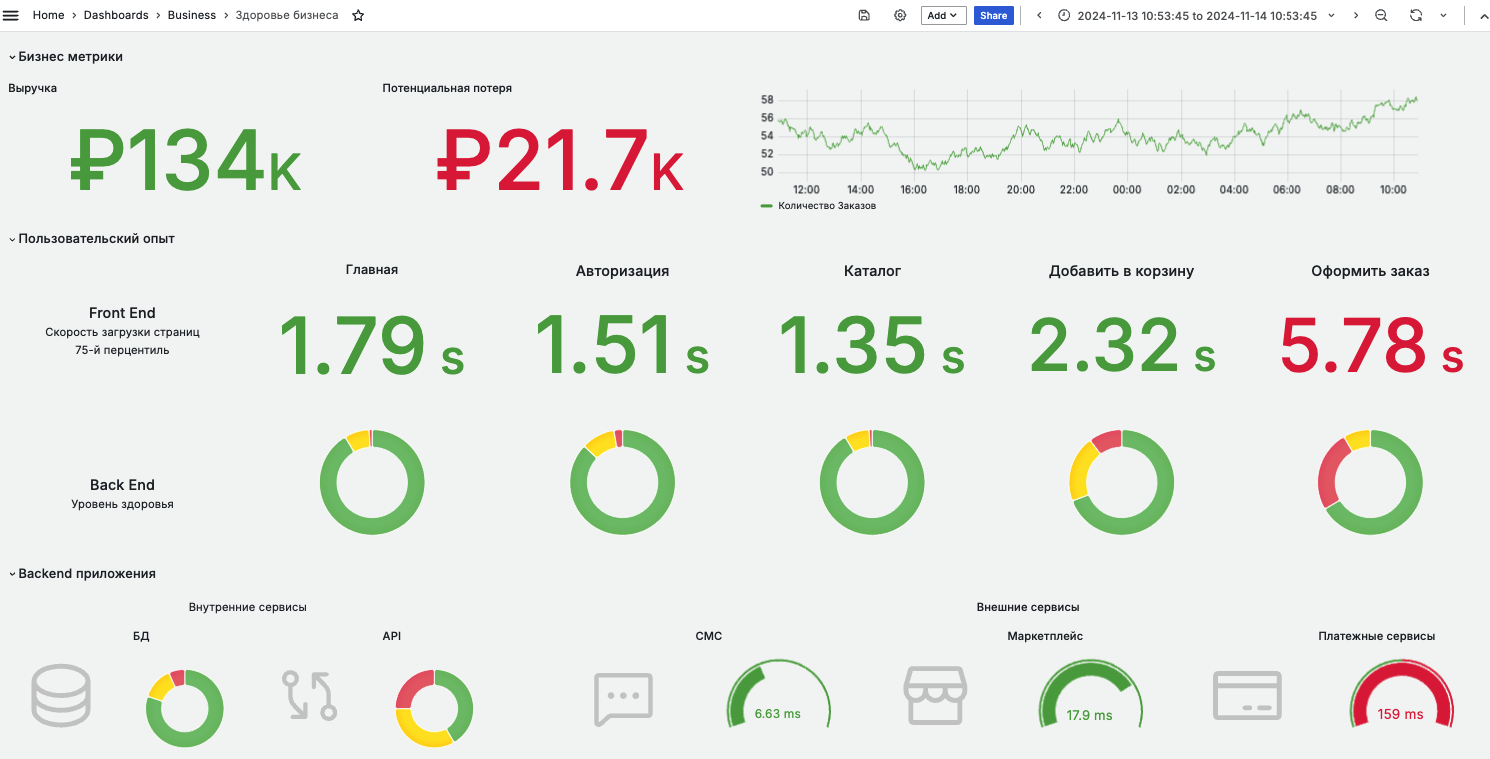 Home › Dashboards › Business › Здоровье бизнеса
Add
Share
2024-11-13 10:53:45 to 2024-11-14 10:53:45
Бизнес метрики
Выручка
₽134K
Потенциальная потеря
₽21.7K
58
56
54
52
50
12:00 14:00 16:00 18:00 20:00 22:00 00:00 02:00 04:00 06:00 08:00 10:00
Количество Заказов
Пользовательский опыт
Главная Авторизация Каталог Добавить в корзину Оформить заказ
Front End
Скорость загрузки страниц
75-й перцентиль
1.79 s 1.51 s 1.35 s 2.32 s 5.78 s
Back End
Уровень здоровья
Backend приложения
Внутренние сервисы Внешние сервисы
БД API СМС Маркетплейс Платежные сервисы
6.63 ms 17.9 ms 159 ms